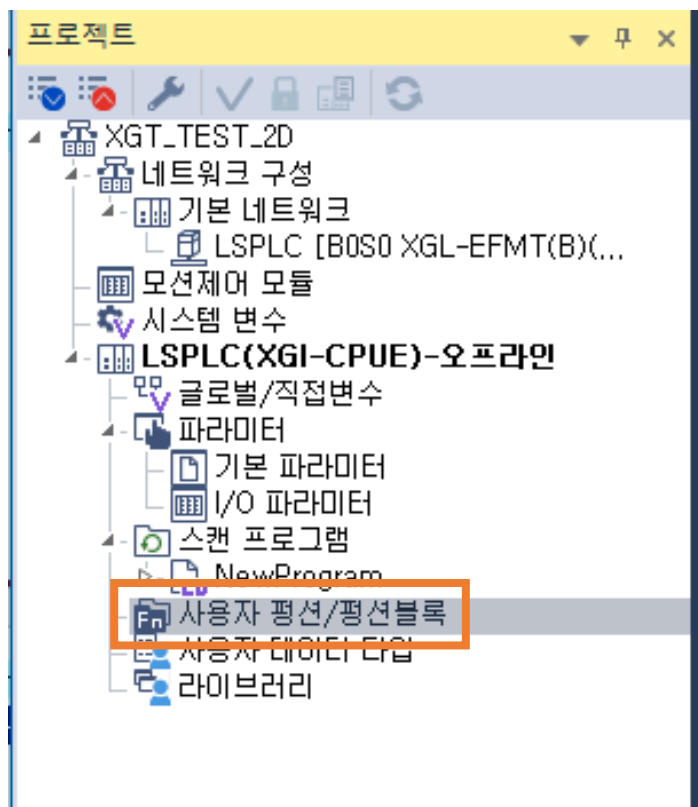 프로젝트
XGT_TEST_2D
네트워크 구성
기본 네트워크
LSPLC [B0S0 XGL-EFMT(B)(...
모션제어 모듈
시스템 변수
LSPLC(XGI-CPUE)-오프라인
글로벌/직접변수
파라미터
기본 파라미터
I/O 파라미터
스캔 프로그램
NewProgram
사용자 펑션/펑션블록
사용자 데이터 타입
라이브러리